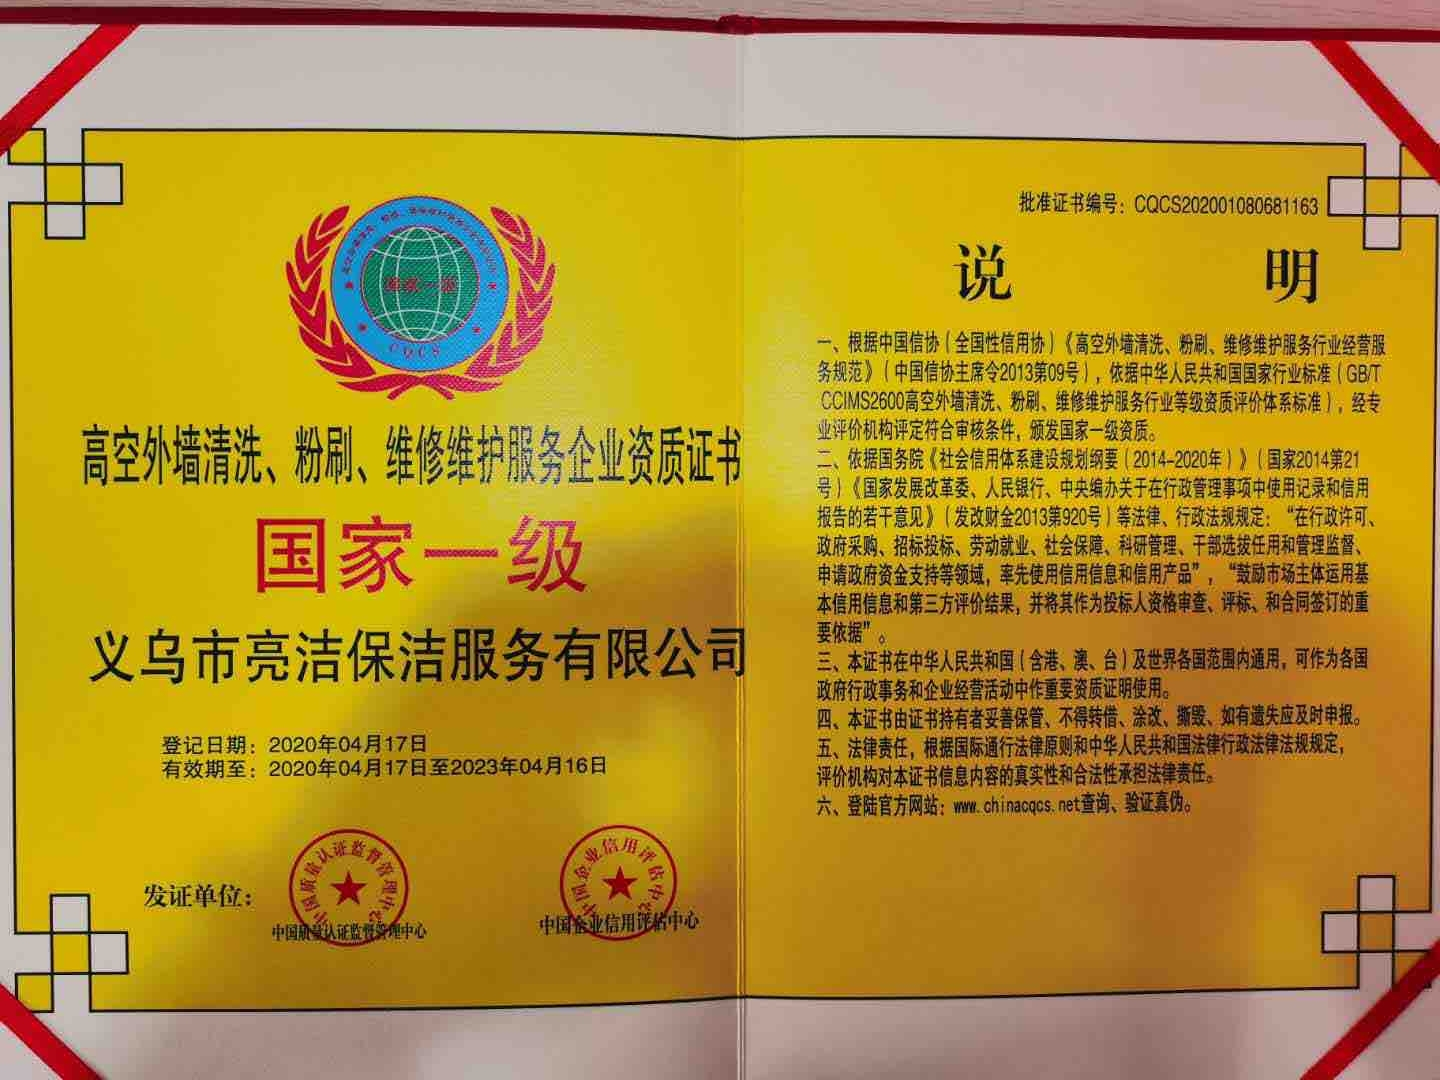 国家一级
CQCS
高空外墙清洗、粉刷、维修维护服务企业资质证书
国家一级
义乌市亮洁保洁服务有限公司
登记日期：2020年04月17日
有效期至：2020年04月17日至2023年04月16日
发证单位：
中国质量认证监督管理中心
中国质量认证监督管理中心
中国企业信用评估中心
中国企业信用评估中心
批准证书编号：CQCS202001080681163
说 明
一、根据中国信协（全国性信用协）《高空外墙清洗、粉刷、维修维护服务行业经营服
务规范》（中国信协主席令2013第09号），依据中华人民共和国国家行业标准（GB/T
CCIMS2600高空外墙清洗、粉刷、维修维护服务行业等级资质评价体系标准），经专
业评价机构评定符合审核条件，颁发国家一级资质。
二、依据国务院《社会信用体系建设规划纲要（2014-2020年）》（国家2014第21
号）《国家发展改革委、人民银行、中央编办关于在行政管理事项中使用记录和信用
报告的若干意见》（发改财金2013第920号）等法律、行政法规规定：“在行政许可、
政府采购、招标投标、劳动就业、社会保障、科研管理、干部选拔任用和管理监督、
申请政府资金支持等领域，率先使用信用信息和信用产品”，“鼓励市场主体运用基
本信用信息和第三方评价结果，并将其作为投标人资格审查、评标、和合同签订的重
要依据”。
三、本证书在中华人民共和国（含港、澳、台）及世界各国范围内通用，可作为各国
政府行政事务和企业经营活动中作重要资质证明使用。
四、本证书由证书持有者妥善保管、不得转借、涂改、撕毁、如有遗失应及时申报。
五、法律责任，根据国际通行法律原则和中华人民共和国法律行政法律法规规定，
评价机构对本证书信息内容的真实性和合法性承担法律责任。
六、登陆官方网站：www.chinacqcs.net查询、验证真伪。